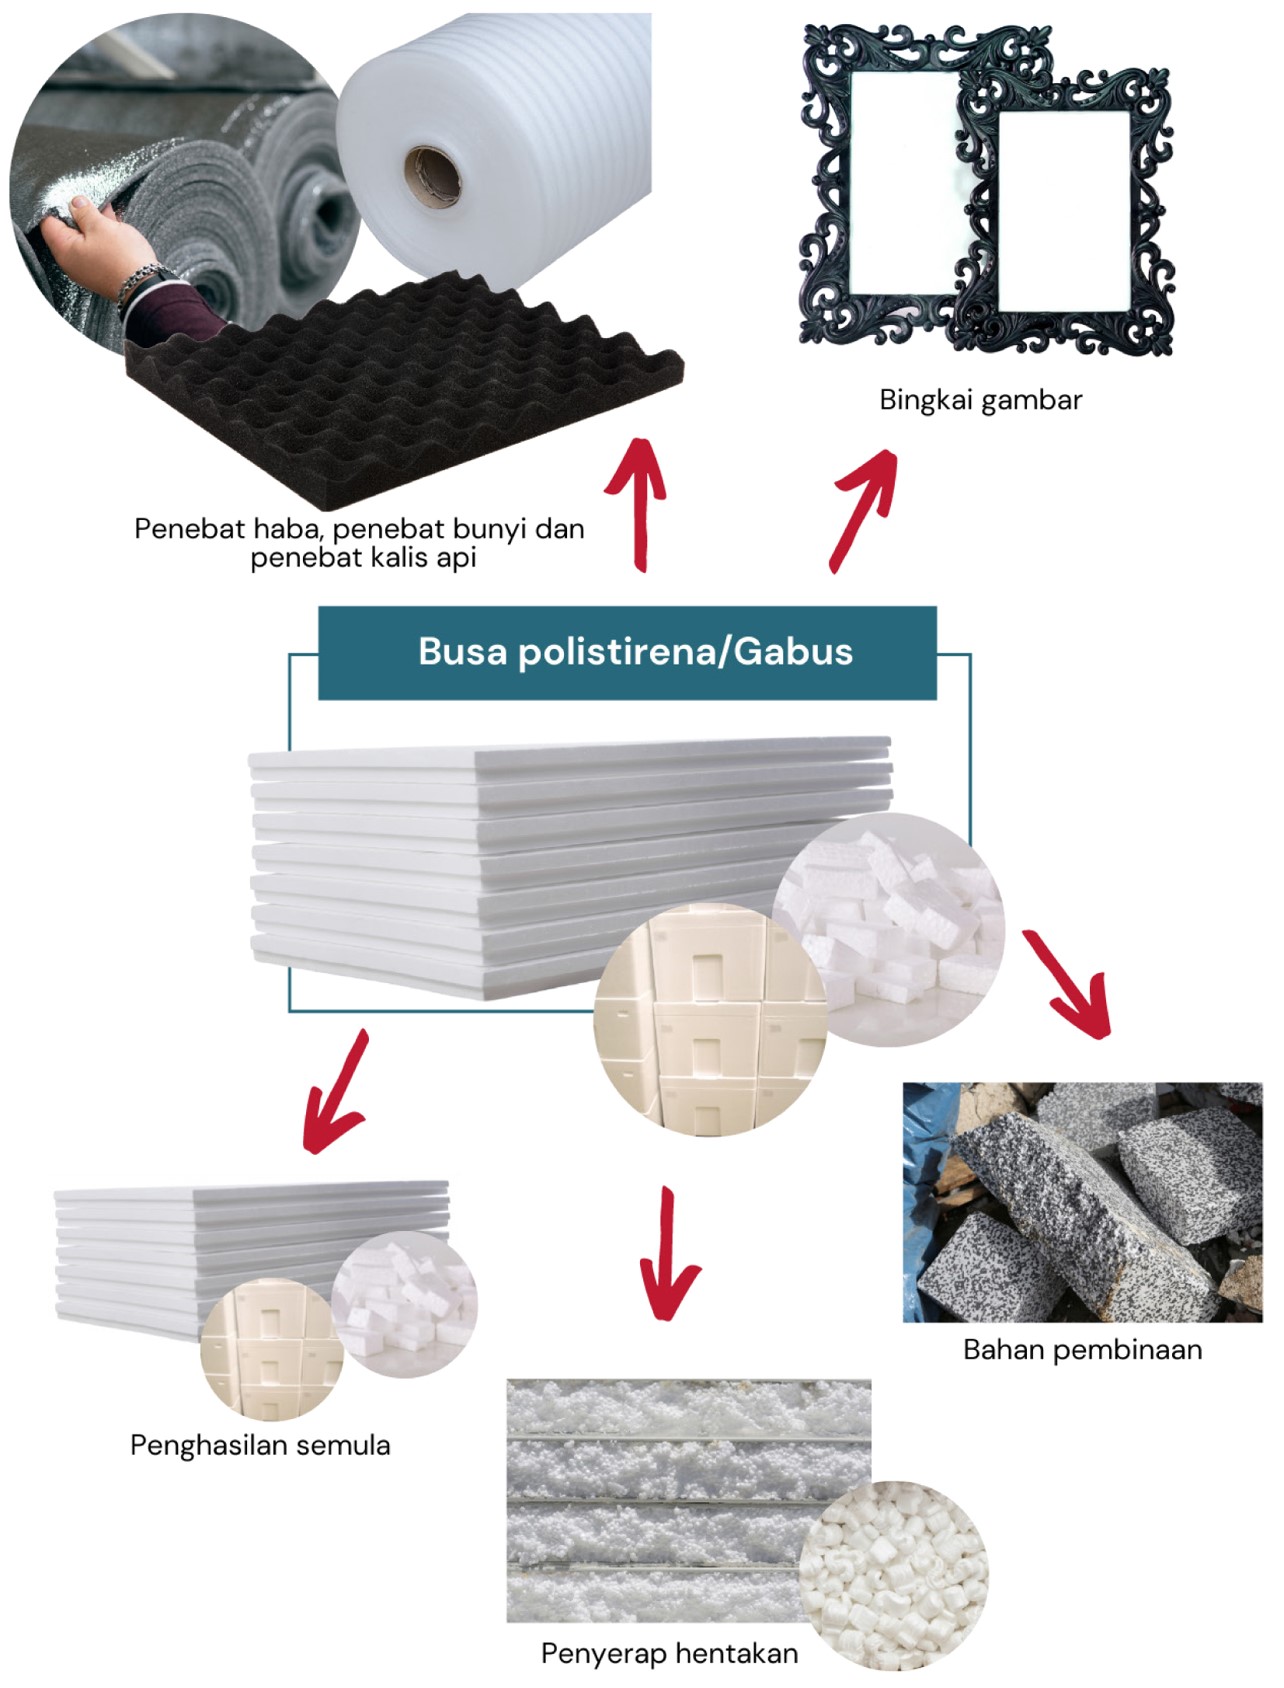 Bingkai gambar
Penebat haba, penebat bunyi dan
penebat kalis api
Busa polistirena/Gabus
Bahan pembinaan
Penghasilan semula
Penyerap hentakan